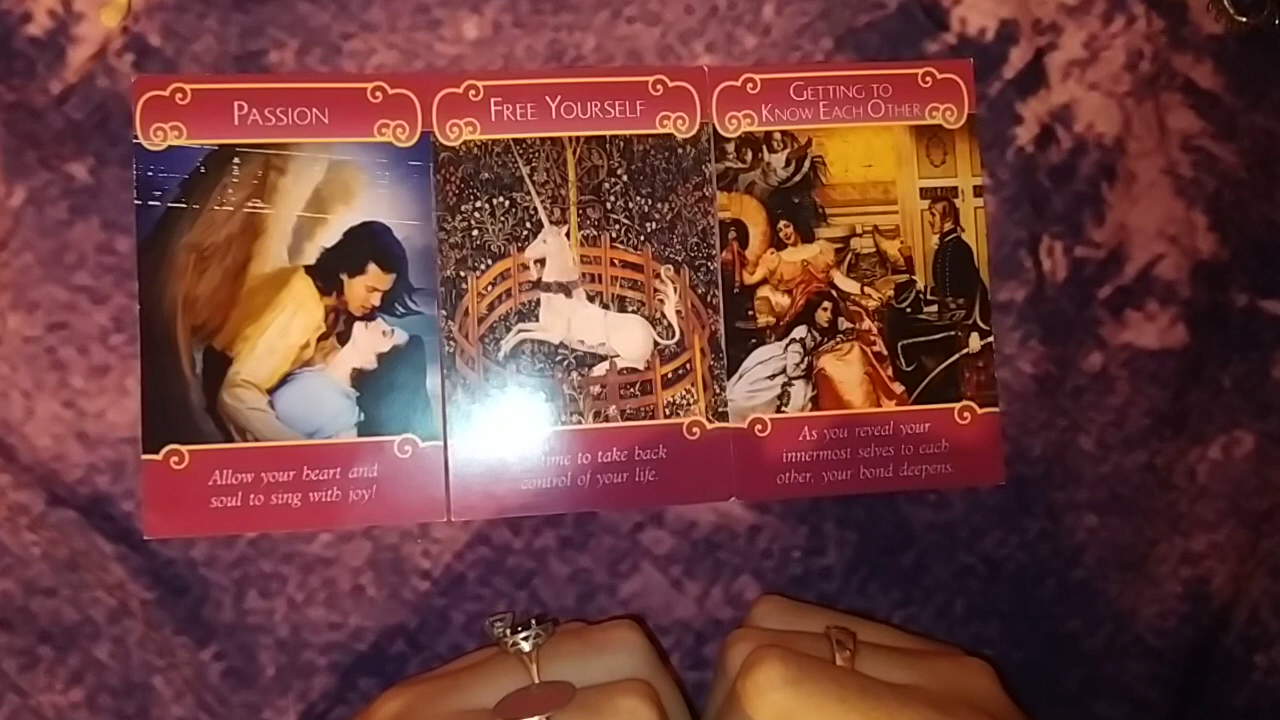 PASSION
Allow your heart and
soul to sing with joy!
FREE YOURSELF
time to take back
control of your life.
GETTING TO
KNOW EACH OTHER
As you reveal your
innermost selves to each
other, your bond deepens.